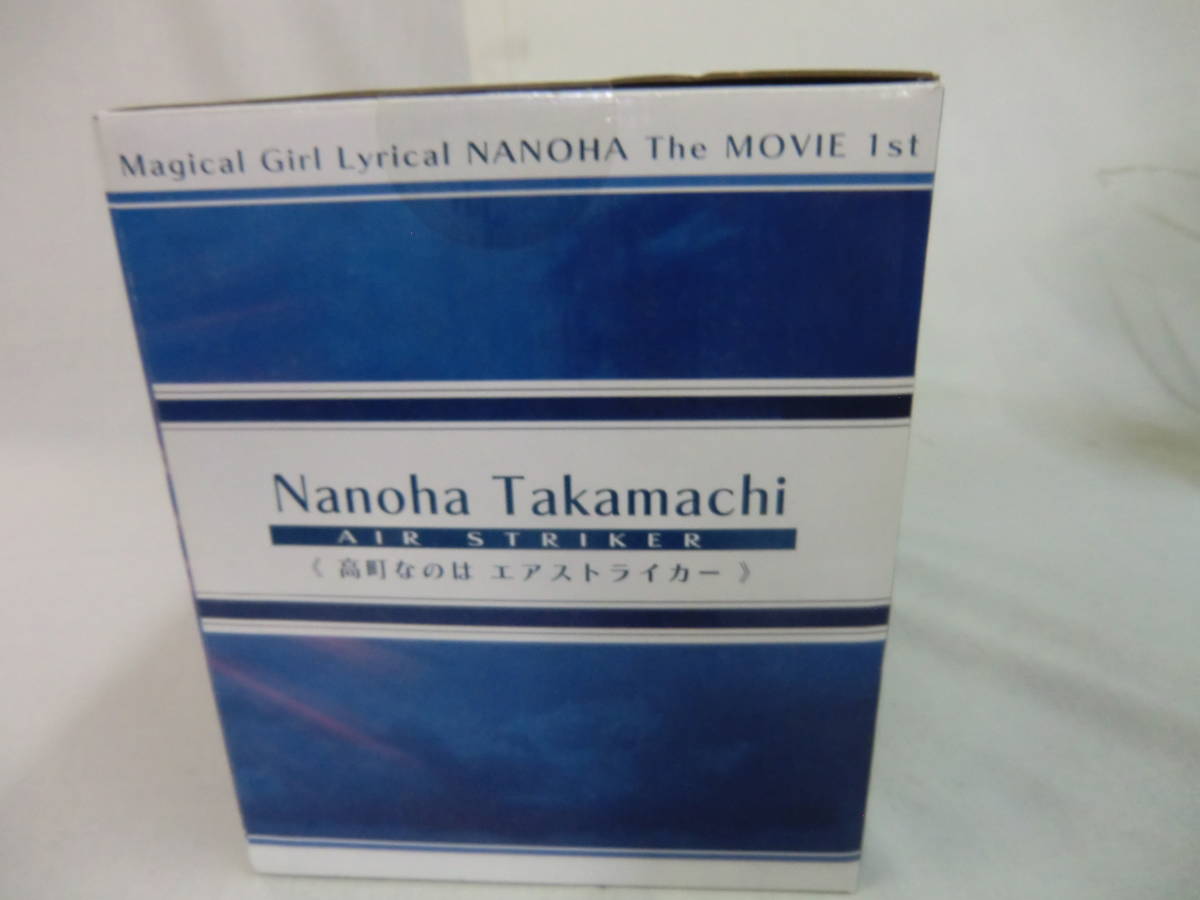 Magical Girl Lyrical NANOHA The MOVIE 1st
Nanoha Takamachi
AIR STRIKER
《 高町なのは エアストライカー 》